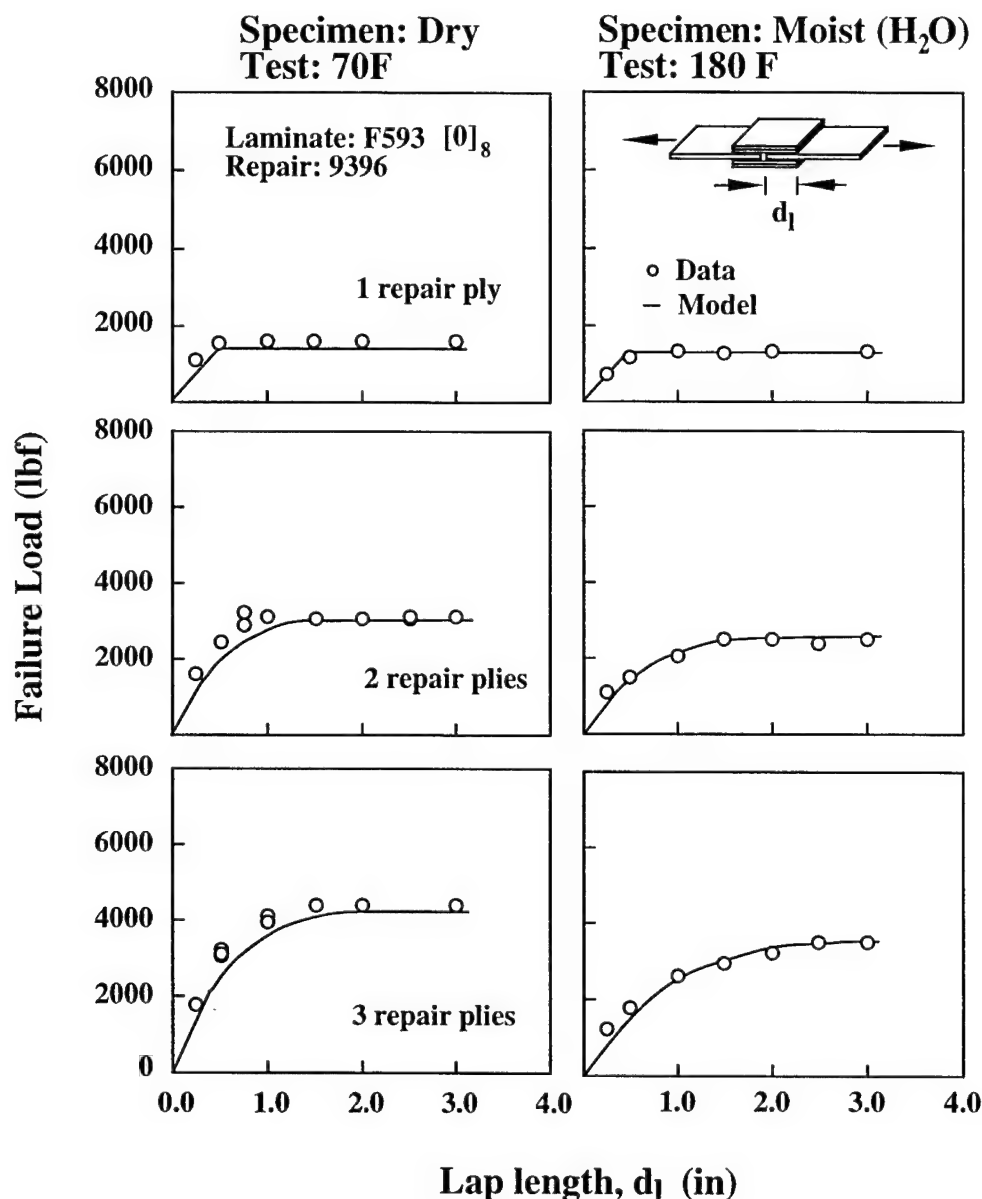 Specimen: Dry
Test: 70F
Specimen: Moist (H₂O)
Test: 180 F
8000
6000
4000
2000
Laminate: F593 [0]₈
Repair: 9396
1 repair ply
d₁
Data
Model
8000
6000
4000
2000
2 repair plies
8000
6000
4000
2000
0
3 repair plies
0.0 1.0 2.0 3.0 4.0 1.0 2.0 3.0 4.0
Failure Load (lbf)
Lap length, d₁ (in)